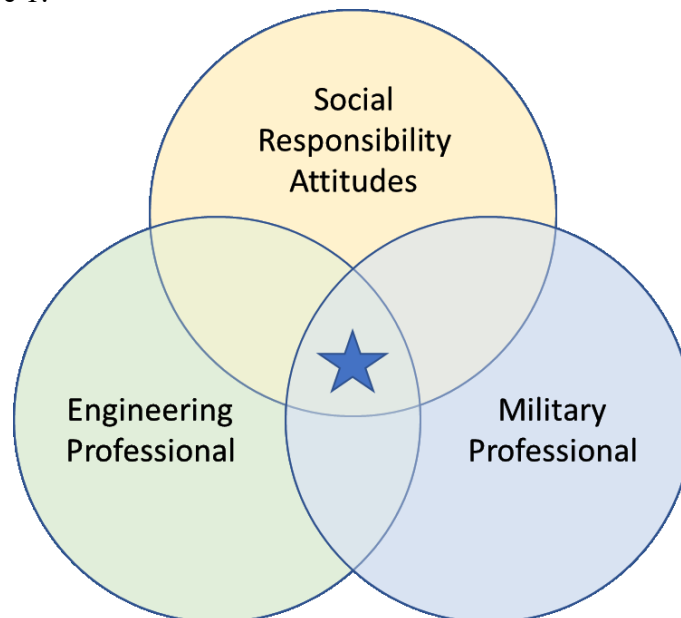 Social
Responsibility
Attitudes
Engineering
Professional
Military
Professional